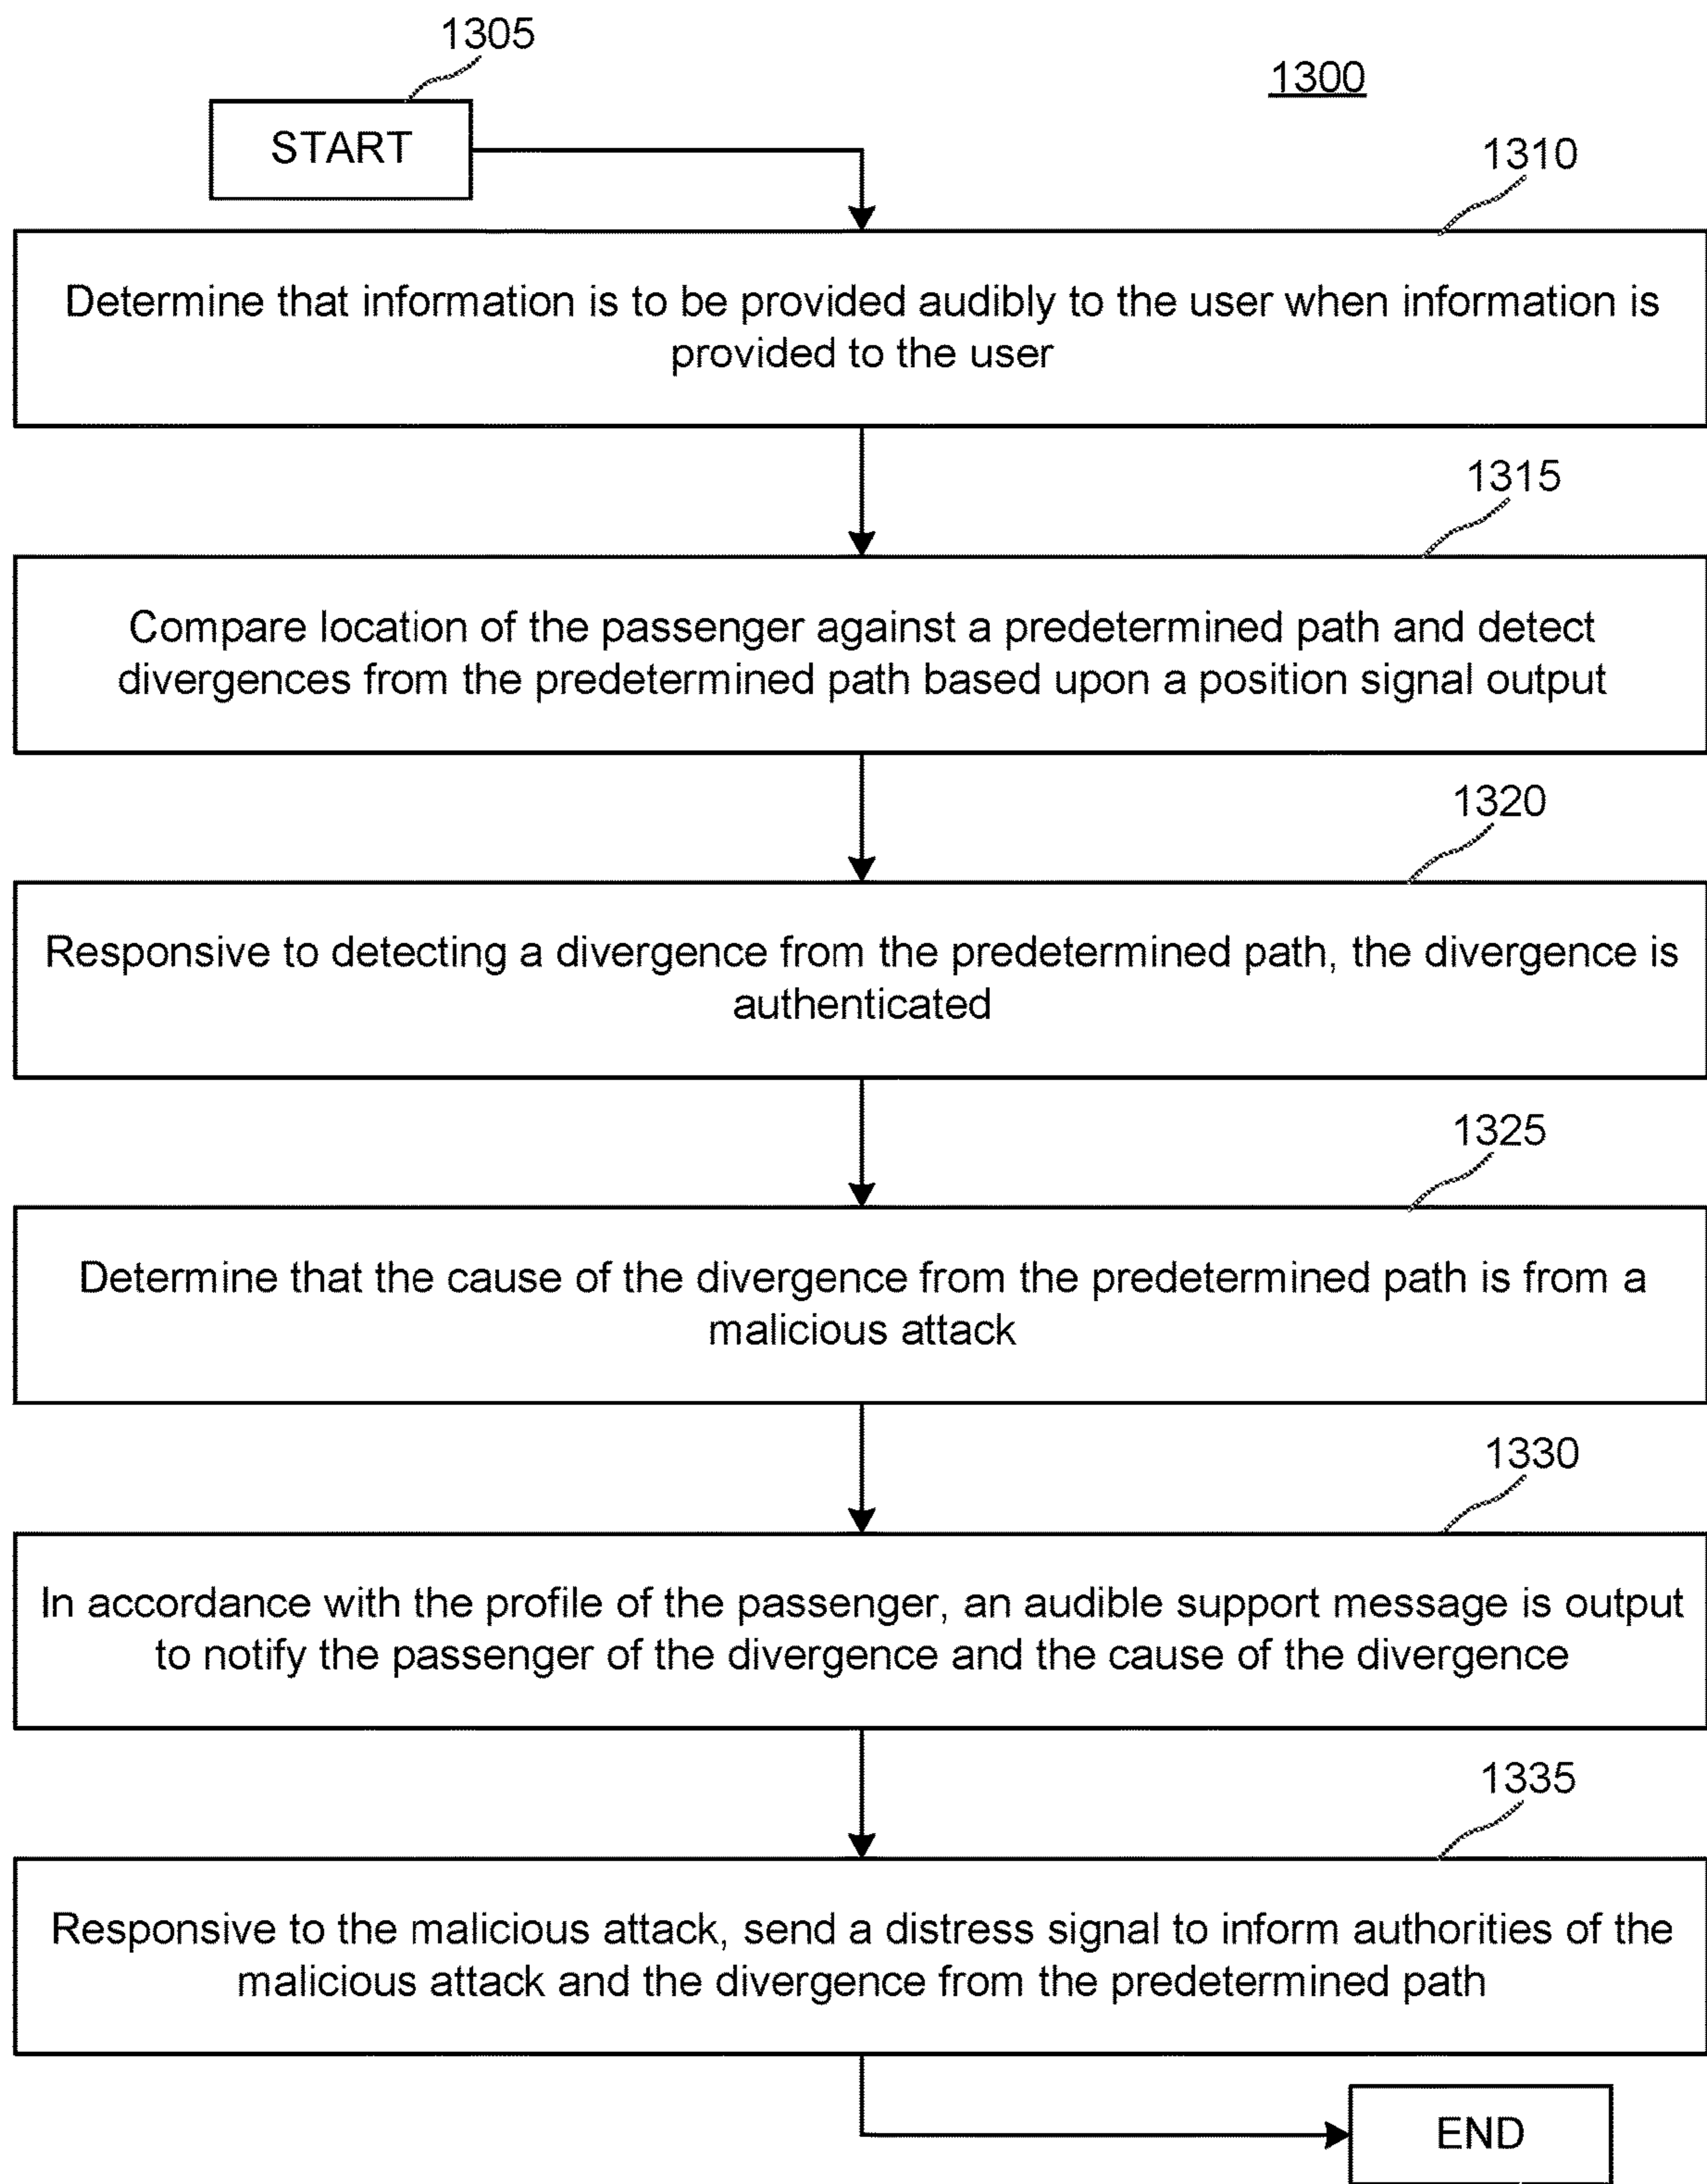 1305
1300
START
1310
Determine that information is to be provided audibly to the user when information is
provided to the user
1315
Compare location of the passenger against a predetermined path and detect
divergences from the predetermined path based upon a position signal output
1320
Responsive to detecting a divergence from the predetermined path, the divergence is
authenticated
1325
Determine that the cause of the divergence from the predetermined path is from a
malicious attack
1330
In accordance with the profile of the passenger, an audible support message is output
to notify the passenger of the divergence and the cause of the divergence
1335
Responsive to the malicious attack, send a distress signal to inform authorities of the
malicious attack and the divergence from the predetermined path
END